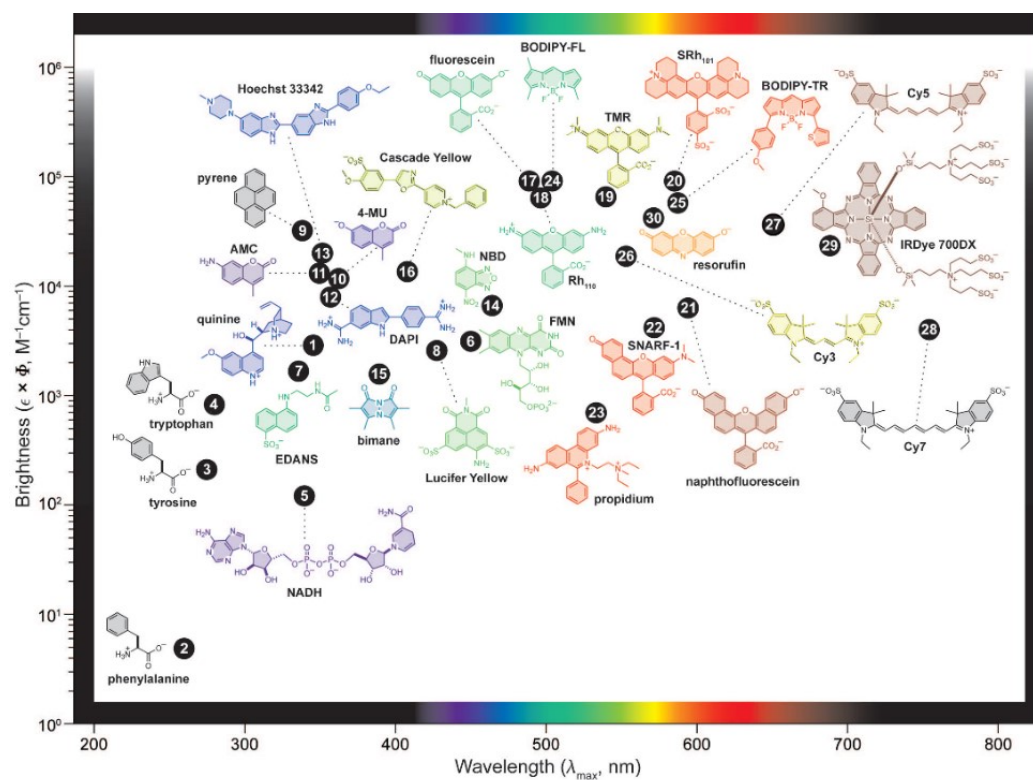 Brightness (ϵ × Φ, M⁻¹cm⁻¹)
10⁶
10⁵
10⁴
10³
10²
10¹
10⁰
200
300
400
500
600
700
800
Wavelength (λmax, nm)
Hoechst 33342
fluorescein
BODIPY-FL
SRh101
BODIPY-TR
Cy5
TMR
Cascade Yellow
pyrene
4-MU
AMC
NBD
Rh110
resorufin
IRDye 700DX
quinine
DAPI
FMN
SNARF-1
Cy3
tryptophan
EDANS
bimane
Lucifer Yellow
propidium
naphthofluorescein
Cy7
tyrosine
NADH
phenylalanine
1
2
3
4
5
6
7
8
9
10
11
12
13
14
15
16
17
18
19
20
21
22
23
24
25
26
27
28
29
30